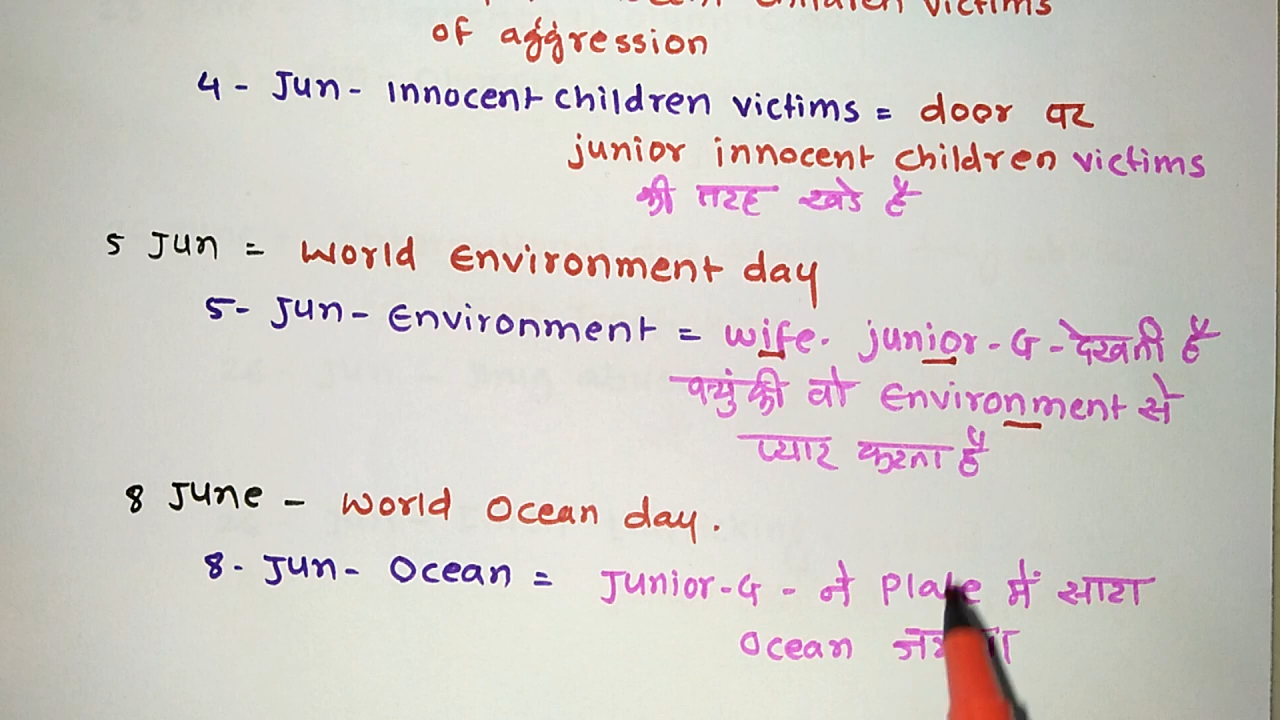 children victims
of aggression
4 - Jun - Innocent children victims = door पर
junior innocent children victims
की तरह खडे है
5 Jun = World Environment day
5 - Jun - Environment = wife. junior - G - देखती है
क्युंकी वो Environment से
प्यार करता है
8 June - World Ocean day.
8 - Jun - Ocean = Junior - G - ने Plate में सारा
Ocean